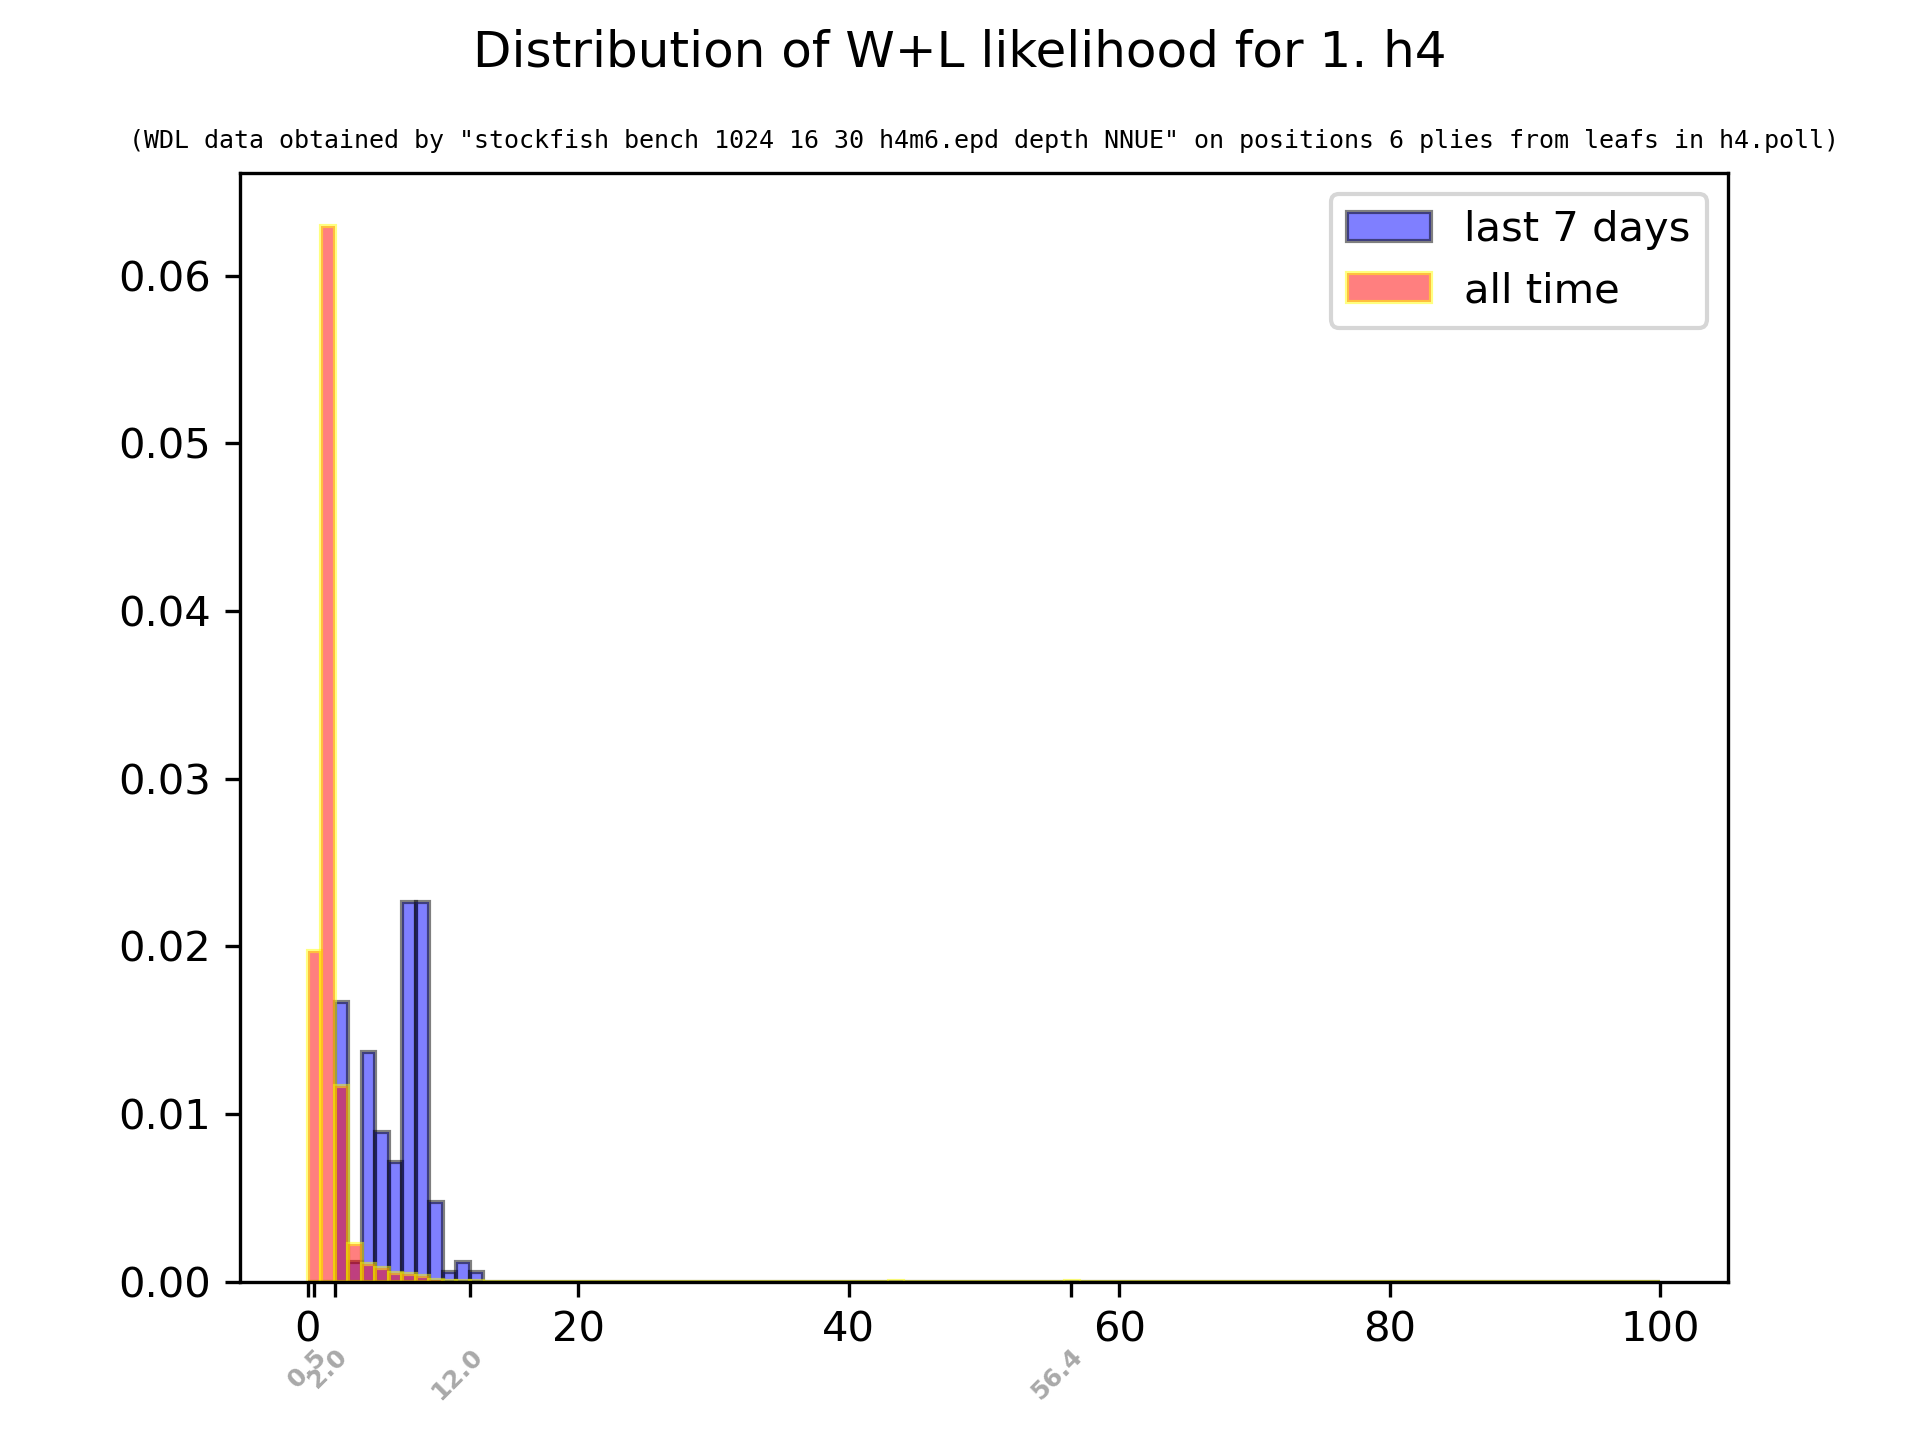 Distribution of W+L likelihood for 1. h4
(WDL data obtained by "stockfish bench 1024 16 30 h4m6.epd depth NNUE" on positions 6 plies from leafs in h4.poll)
last 7 days
all time
0.06
0.05
0.04
0.03
0.02
0.01
0.00
0 20 40 60 80 100
0.5 2.0 12.0 56.4